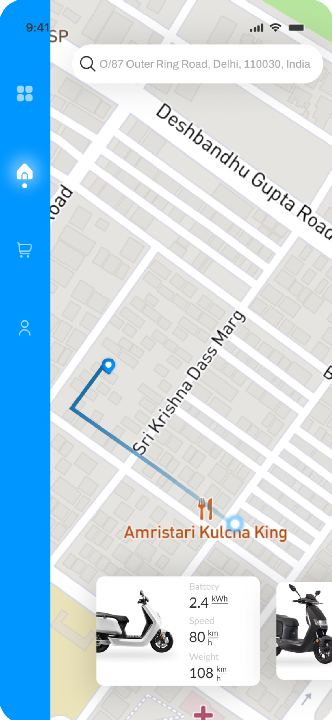 9:41
SP
O/87 Outer Ring Road, Delhi, 110030, India
Deshbandhu Gupta Road
oad
Sri Krishna Dass Marg
B
Amristari Kulcha King
Battery
2.4 kWh
Speed
80 km
h
Weight
108 km
h